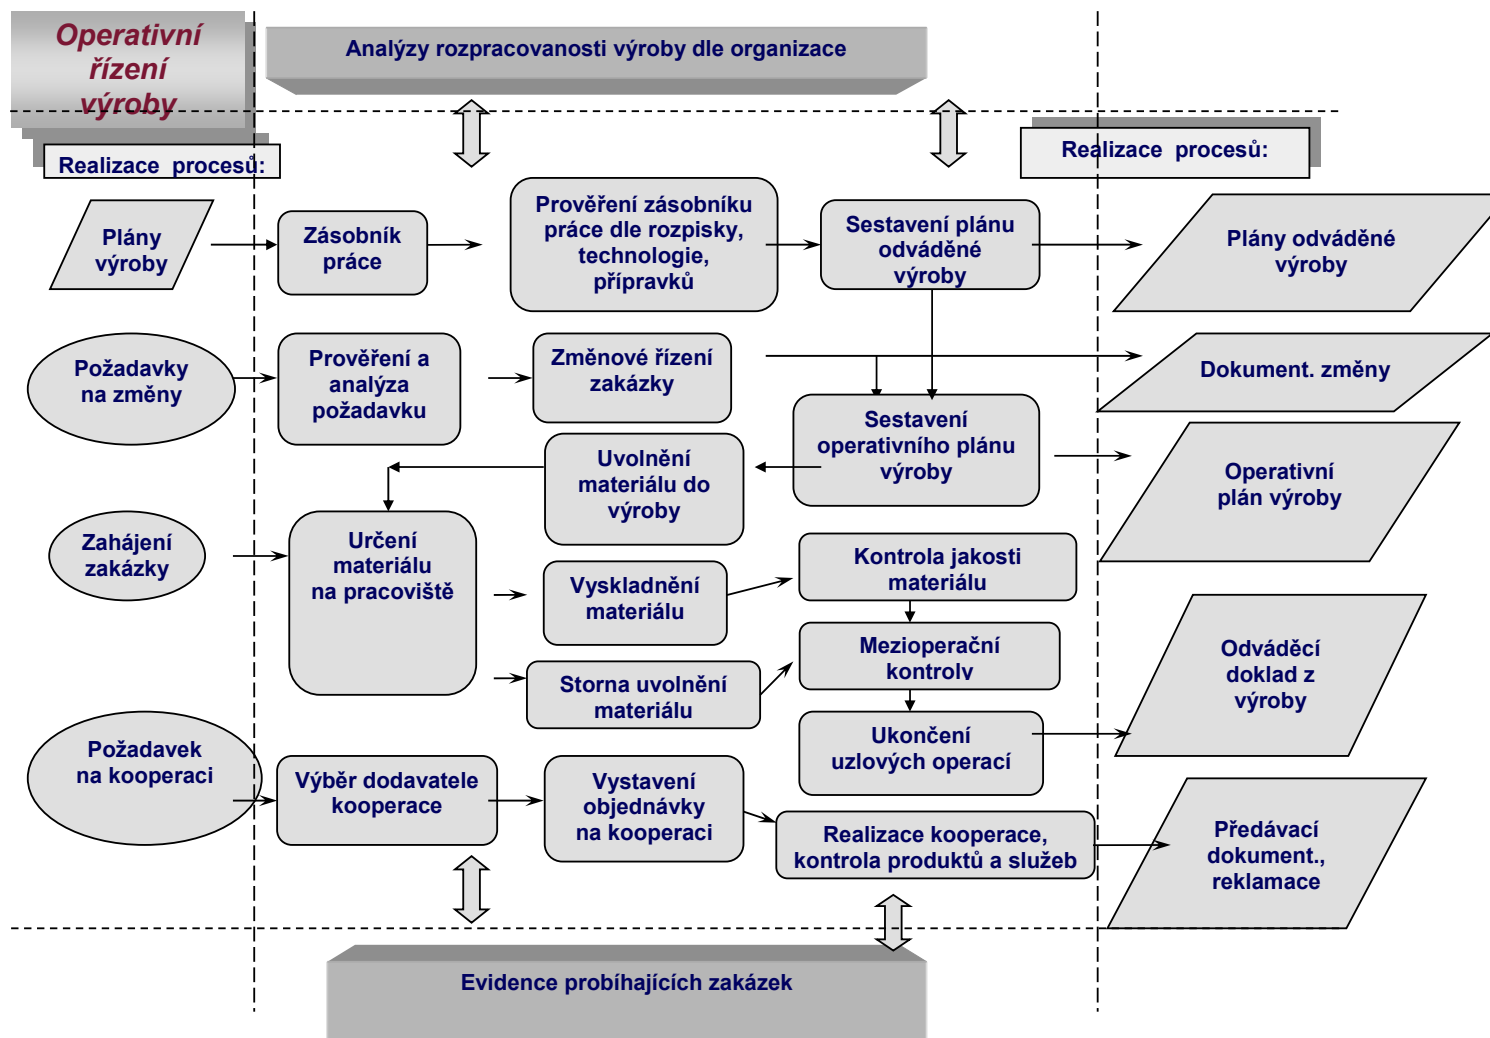 Operativní
řízení
výroby
Analýzy rozpracovanosti výroby dle organizace
Realizace procesů:
Realizace procesů:
Plány
výroby
Zásobník
práce
Prověření zásobníku
práce dle rozpisky,
technologie,
přípravků
Sestavení plánu
odváděné
výroby
Plány odváděné
výroby
Požadavky
na změny
Prověření a
analýza
požadavku
Změnové řízení
zakázky
Dokument. změny
Sestavení
operativního plánu
výroby
Uvolnění
materiálu do
výroby
Operativní
plán výroby
Zahájení
zakázky
Určení
materiálu
na pracoviště
Vyskladnění
materiálu
Kontrola jakosti
materiálu
Mezioperační
kontroly
Storna uvolnění
materiálu
Odváděcí
doklad z
výroby
Ukončení
uzlových operací
Požadavek
na kooperaci
Výběr dodavatele
kooperace
Vystavení
objednávky
na kooperaci
Realizace kooperace,
kontrola produktů a služeb
Předávací
dokument.,
reklamace
Evidence probíhajících zakázek